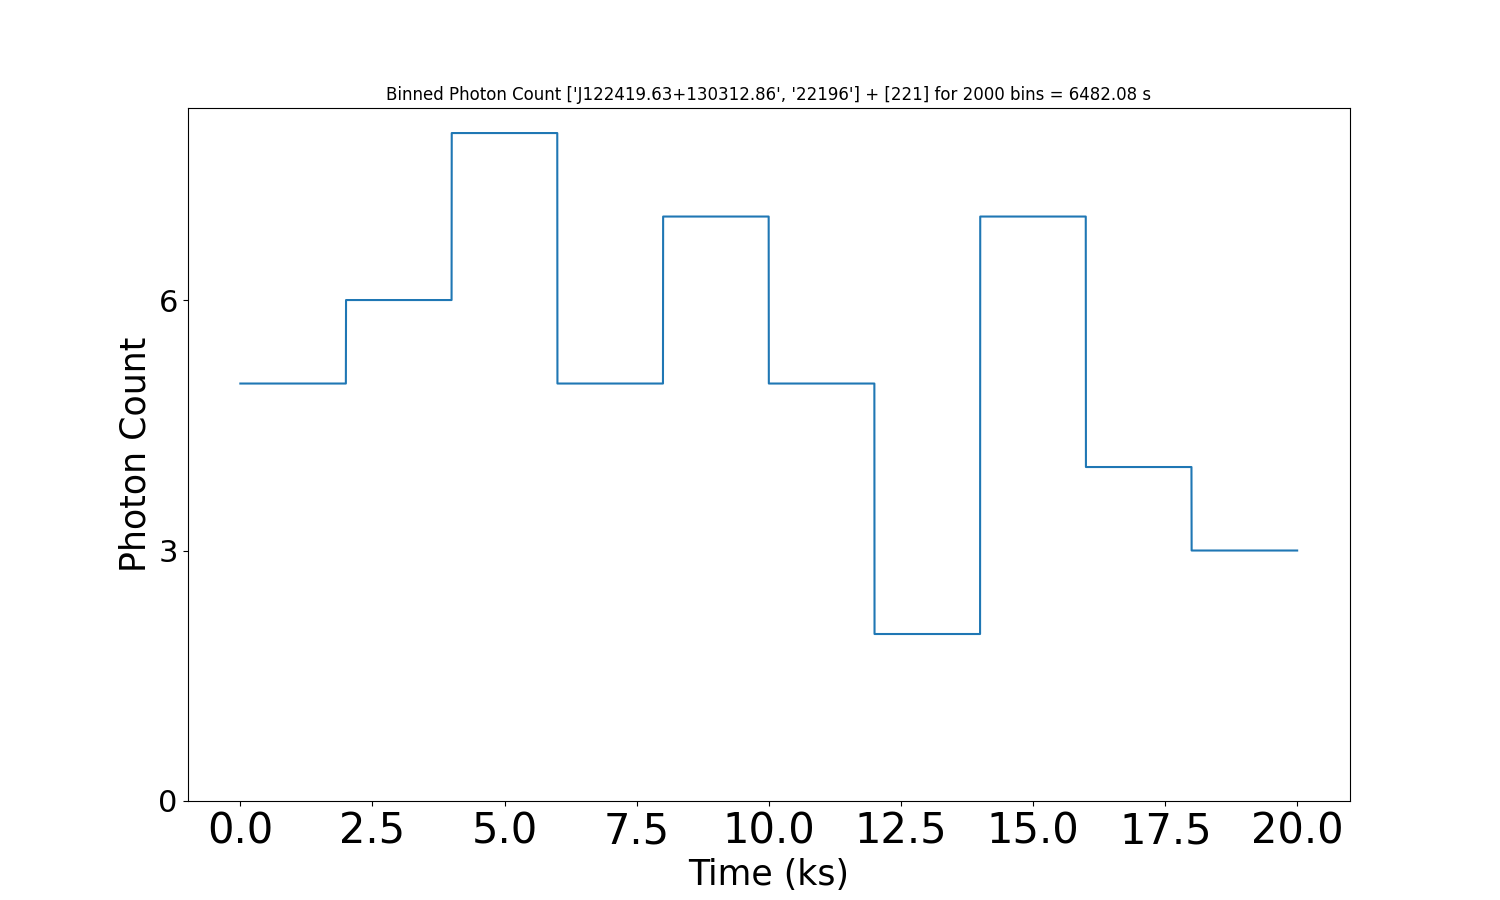 Binned Photon Count ['J122419.63+130312.86', '22196'] + [221] for 2000 bins = 6482.08 s
Photon Count
6
3
0
0.0 2.5 5.0 7.5 10.0 12.5 15.0 17.5 20.0
Time (ks)